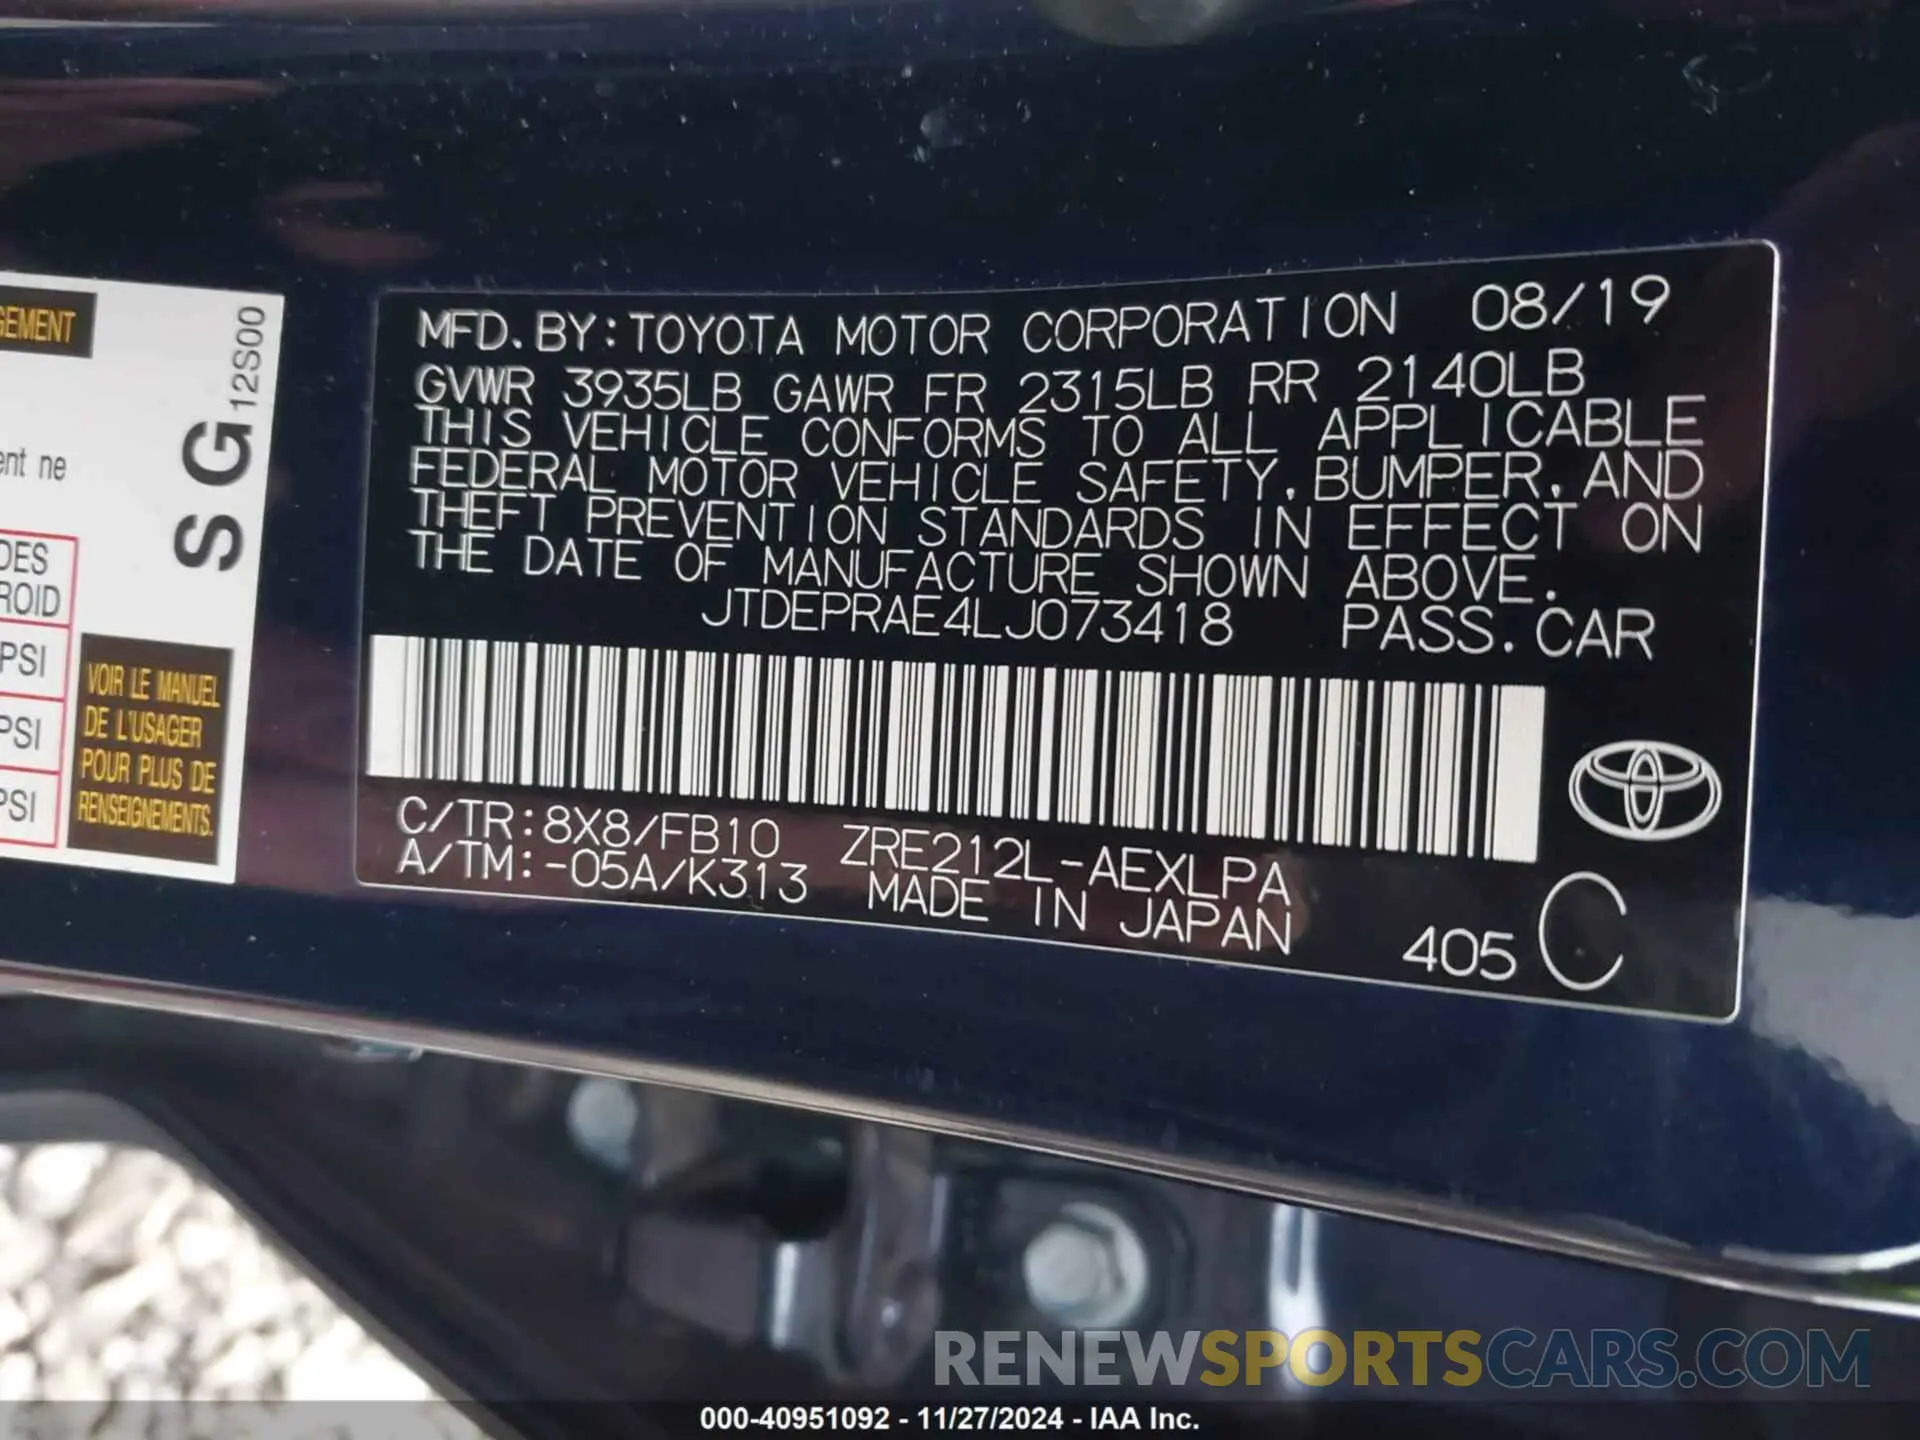 GEMENT
ent ne
DES
ROID
PSI
PSI
PSI
SG12S00
VOIR LE MANUEL
DE L'USAGER
POUR PLUS DE
RENSEIGNEMENTS.
MFD. BY: TOYOTA MOTOR CORPORATION 08/19
GVWR 3935LB GAWR FR 2315LB RR 2140LB
THIS VEHICLE CONFORMS TO ALL APPLICABLE
FEDERAL MOTOR VEHICLE SAFETY, BUMPER, AND
THEFT PREVENTION STANDARDS IN EFFECT ON
THE DATE OF MANUFACTURE SHOWN ABOVE.
JTDEPRAE4LJ073418 PASS. CAR
C/TR: 8X8/FB10 ZRE212L-AEXLPA
A/TM: -05A/K313 MADE IN JAPAN
405 C
RENEWSPORTSCARS.COM
000-40951092 - 11/27/2024 - IAA Inc.